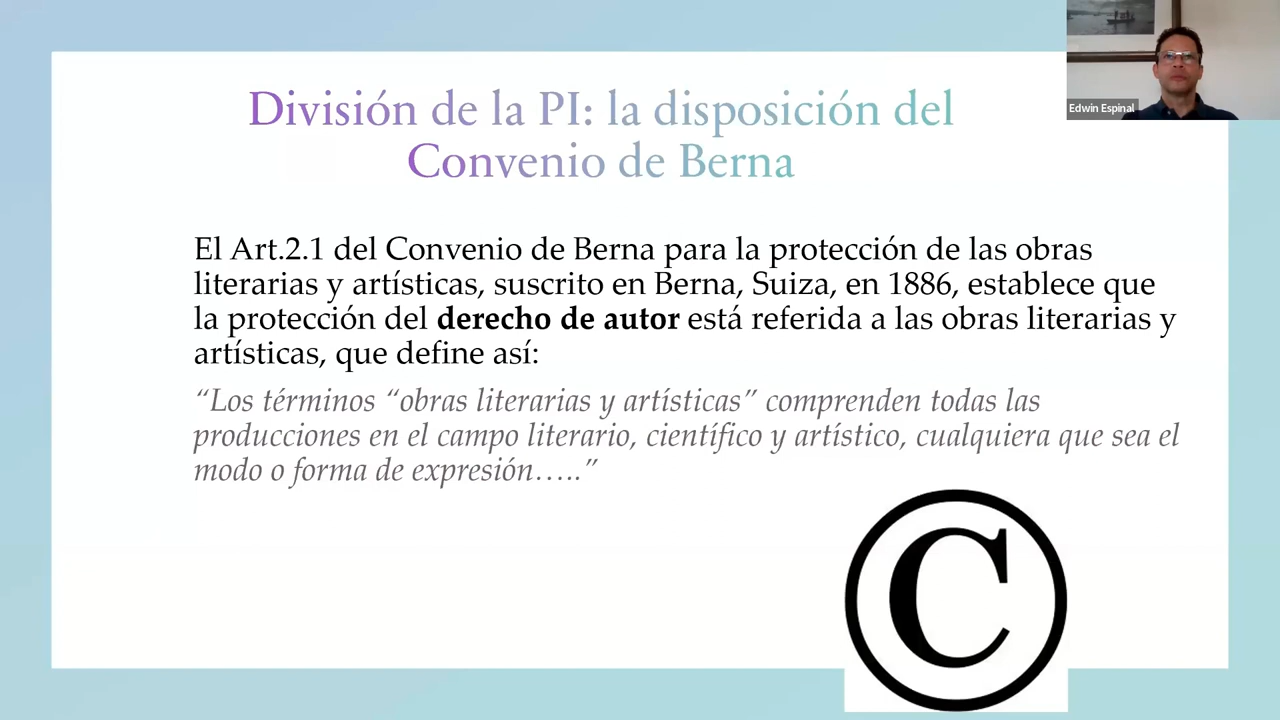 División de la PI: la disposición del
Convenio de Berna
Edwin Espinal
El Art.2.1 del Convenio de Berna para la protección de las obras
literarias y artísticas, suscrito en Berna, Suiza, en 1886, establece que
la protección del derecho de autor está referida a las obras literarias y
artísticas, que define así:
“Los términos “obras literarias y artísticas” comprenden todas las
producciones en el campo literario, científico y artístico, cualquiera que sea el
modo o forma de expresión…..”
©